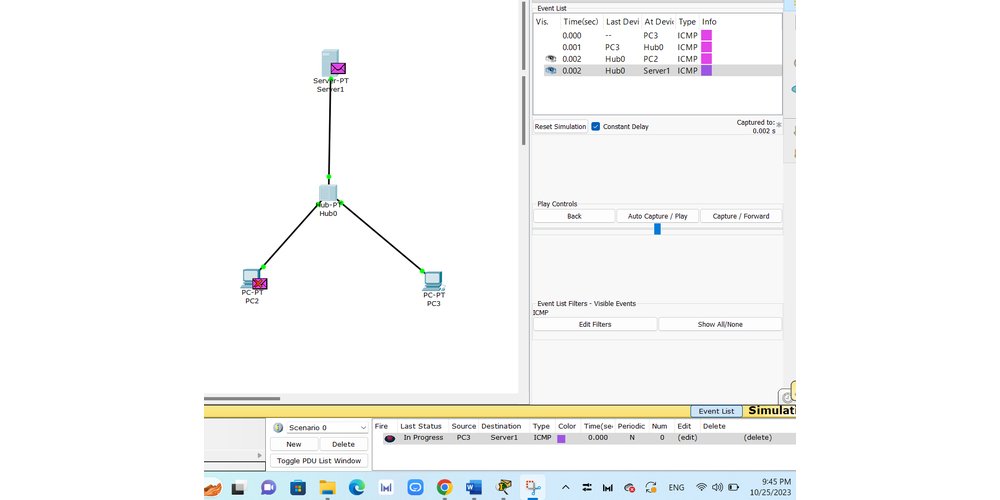 Event List
Vis. Time(sec) Last Devi At Devic Type Info
0.000 -- PC3 ICMP
0.001 PC3 Hub0 ICMP
0.002 Hub0 PC2 ICMP
0.002 Hub0 Server1 ICMP
Reset Simulation Constant Delay
Captured to: *
0.002 s
Play Controls
Back Auto Capture / Play Capture / Forward
Event List Filters - Visible Events
ICMP
Edit Filters Show All/None
Server-PT
Server1
Hub-PT
Hub0
PC-PT
PC2
PC-PT
PC3
Event List Simulati
Scenario 0
New Delete
Toggle PDU List Window
Fire Last Status Source Destination Type Color Time(sec Periodic Num Edit Delete
In Progress PC3 Server1 ICMP 0.000 N 0 (edit) (delete)
ENG
9:45 PM
10/25/2023